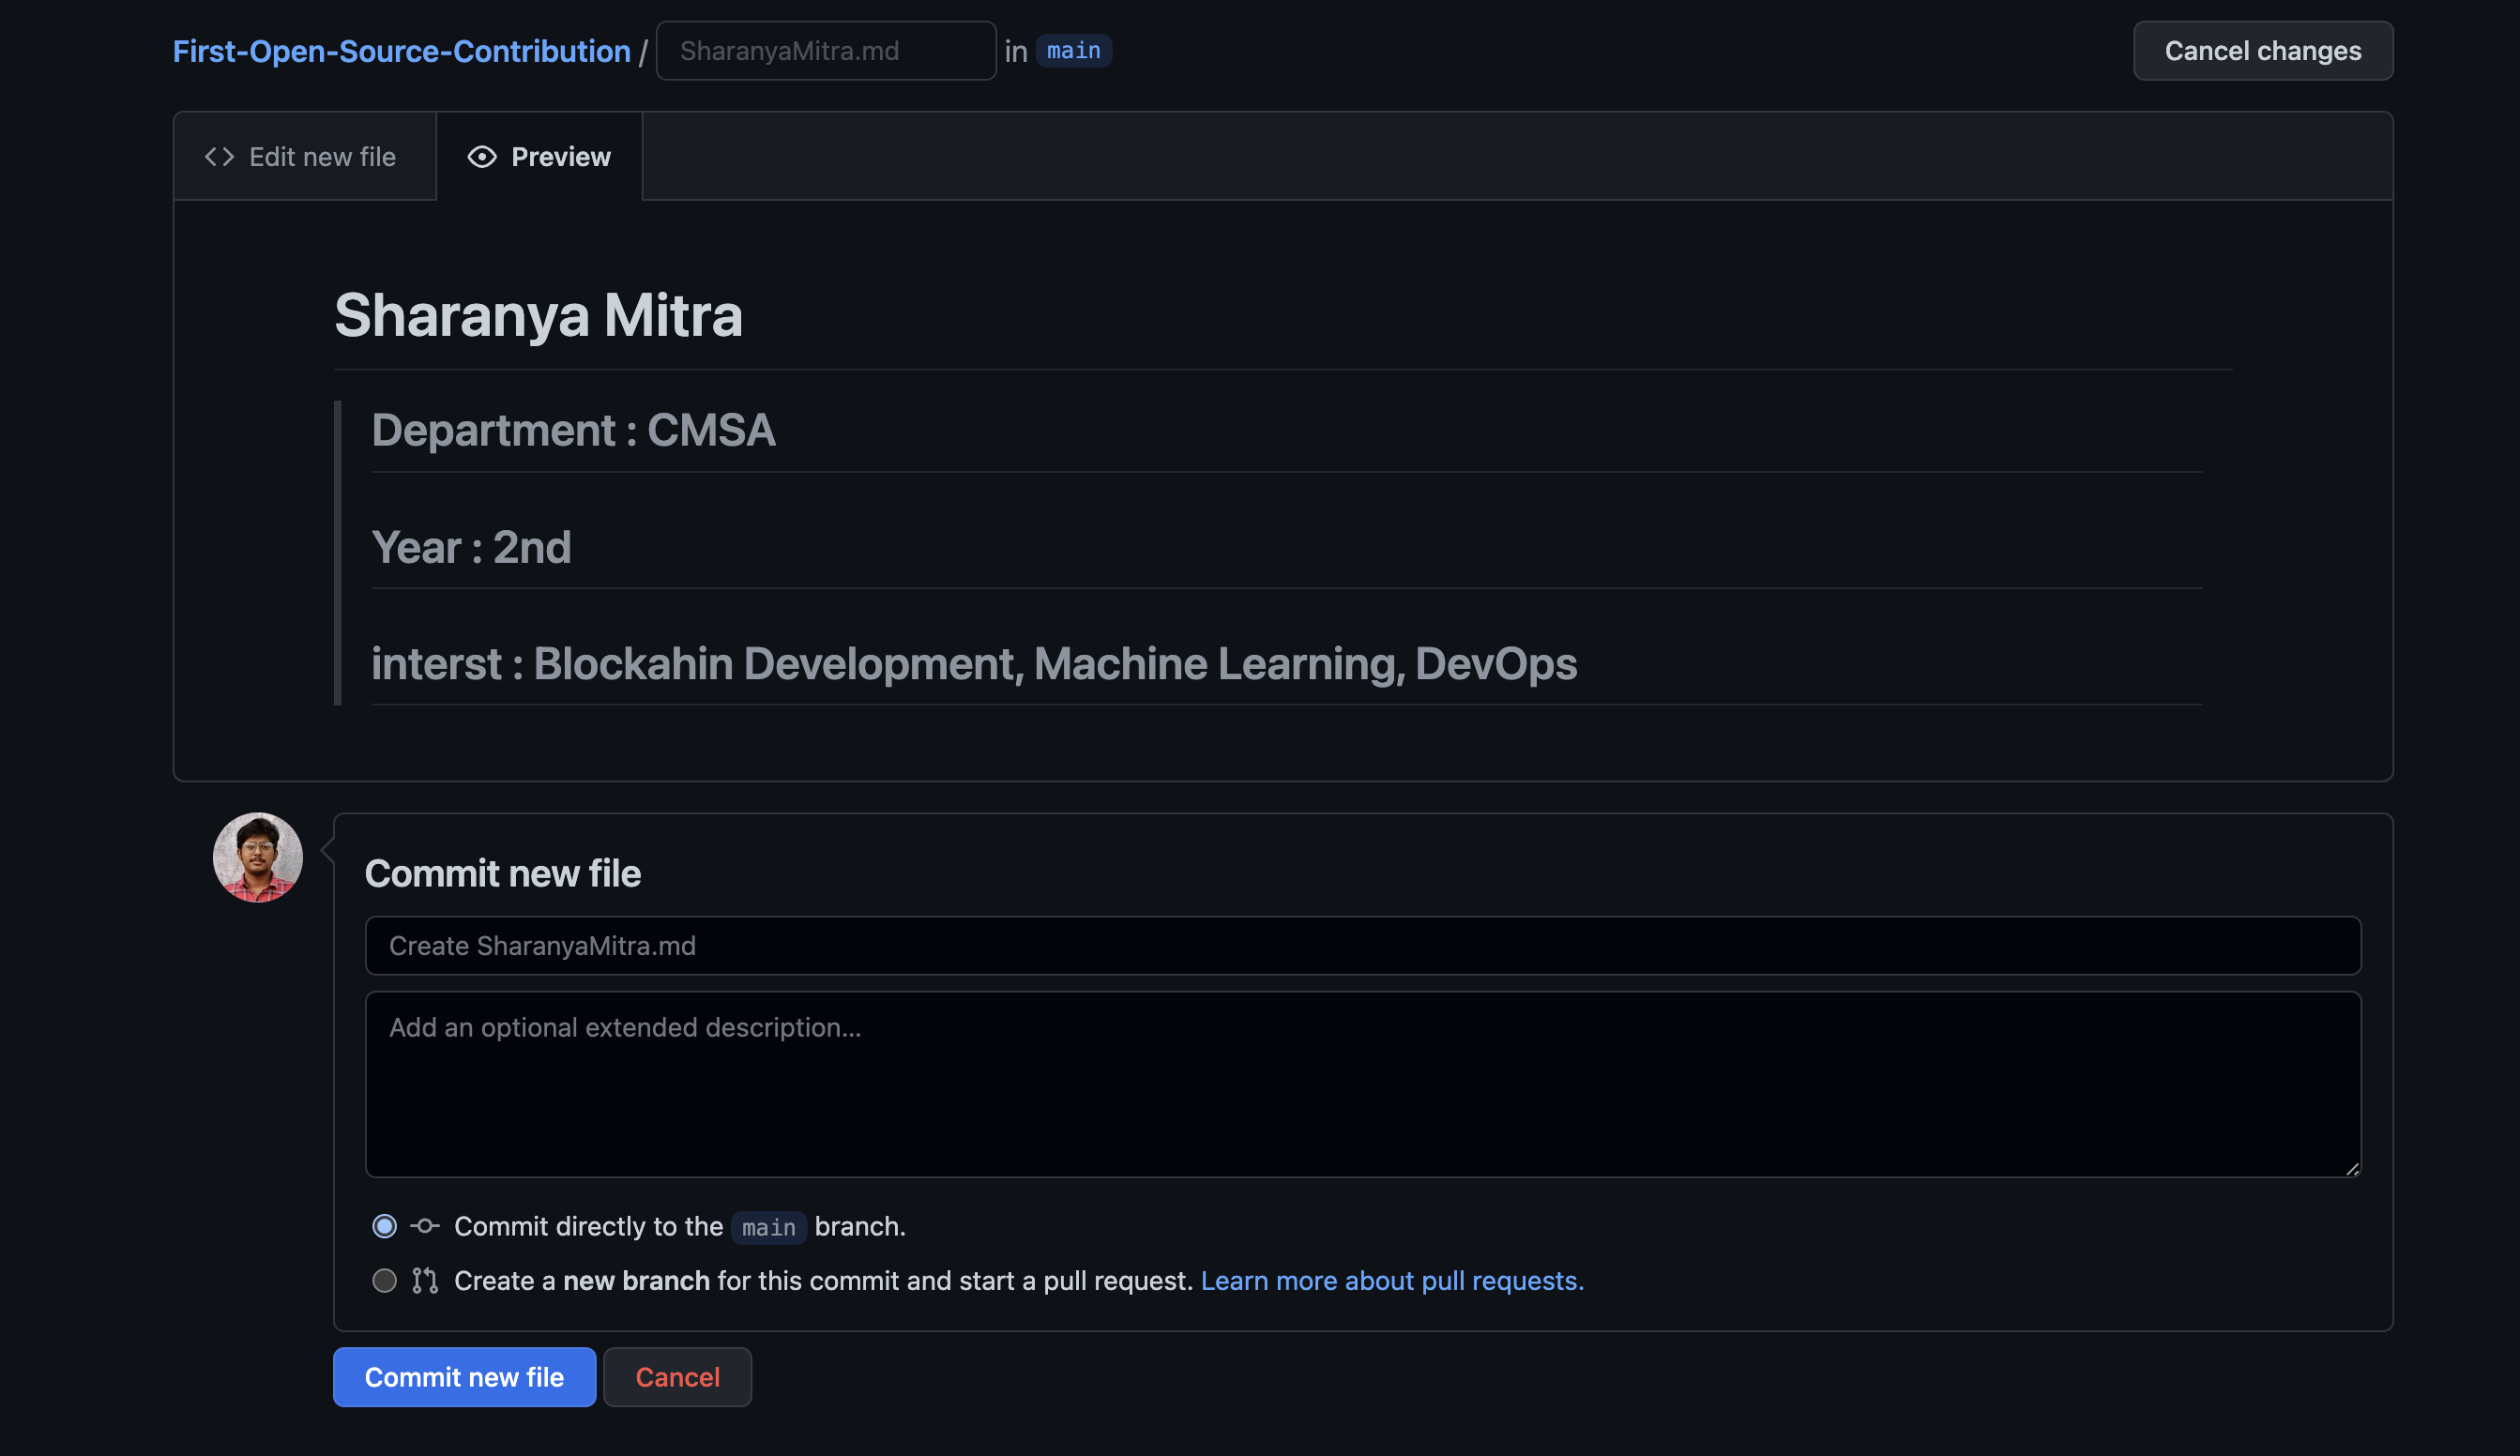 First-Open-Source-Contribution / SharanyaMitra.md in main
Cancel changes
Edit new file
Preview
Sharanya Mitra
Department : CMSA
Year : 2nd
interst : Blockahin Development, Machine Learning, DevOps
Commit new file
Create SharanyaMitra.md
Add an optional extended description...
Commit directly to the main branch.
Create a new branch for this commit and start a pull request. Learn more about pull requests.
Commit new file
Cancel